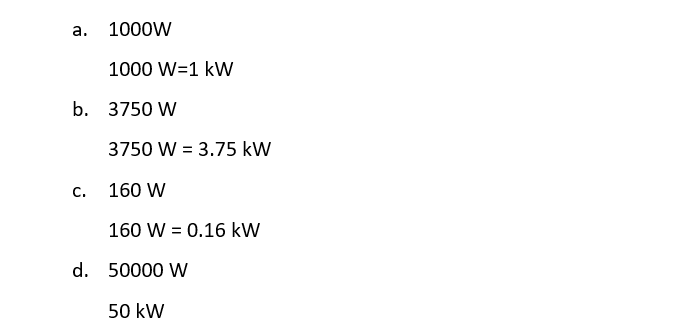 a. 1000W
1000 W=1 kW
b. 3750 W
3750 W = 3.75 kW
c. 160 W
160 W = 0.16 kW
d. 50000 W
50 kW